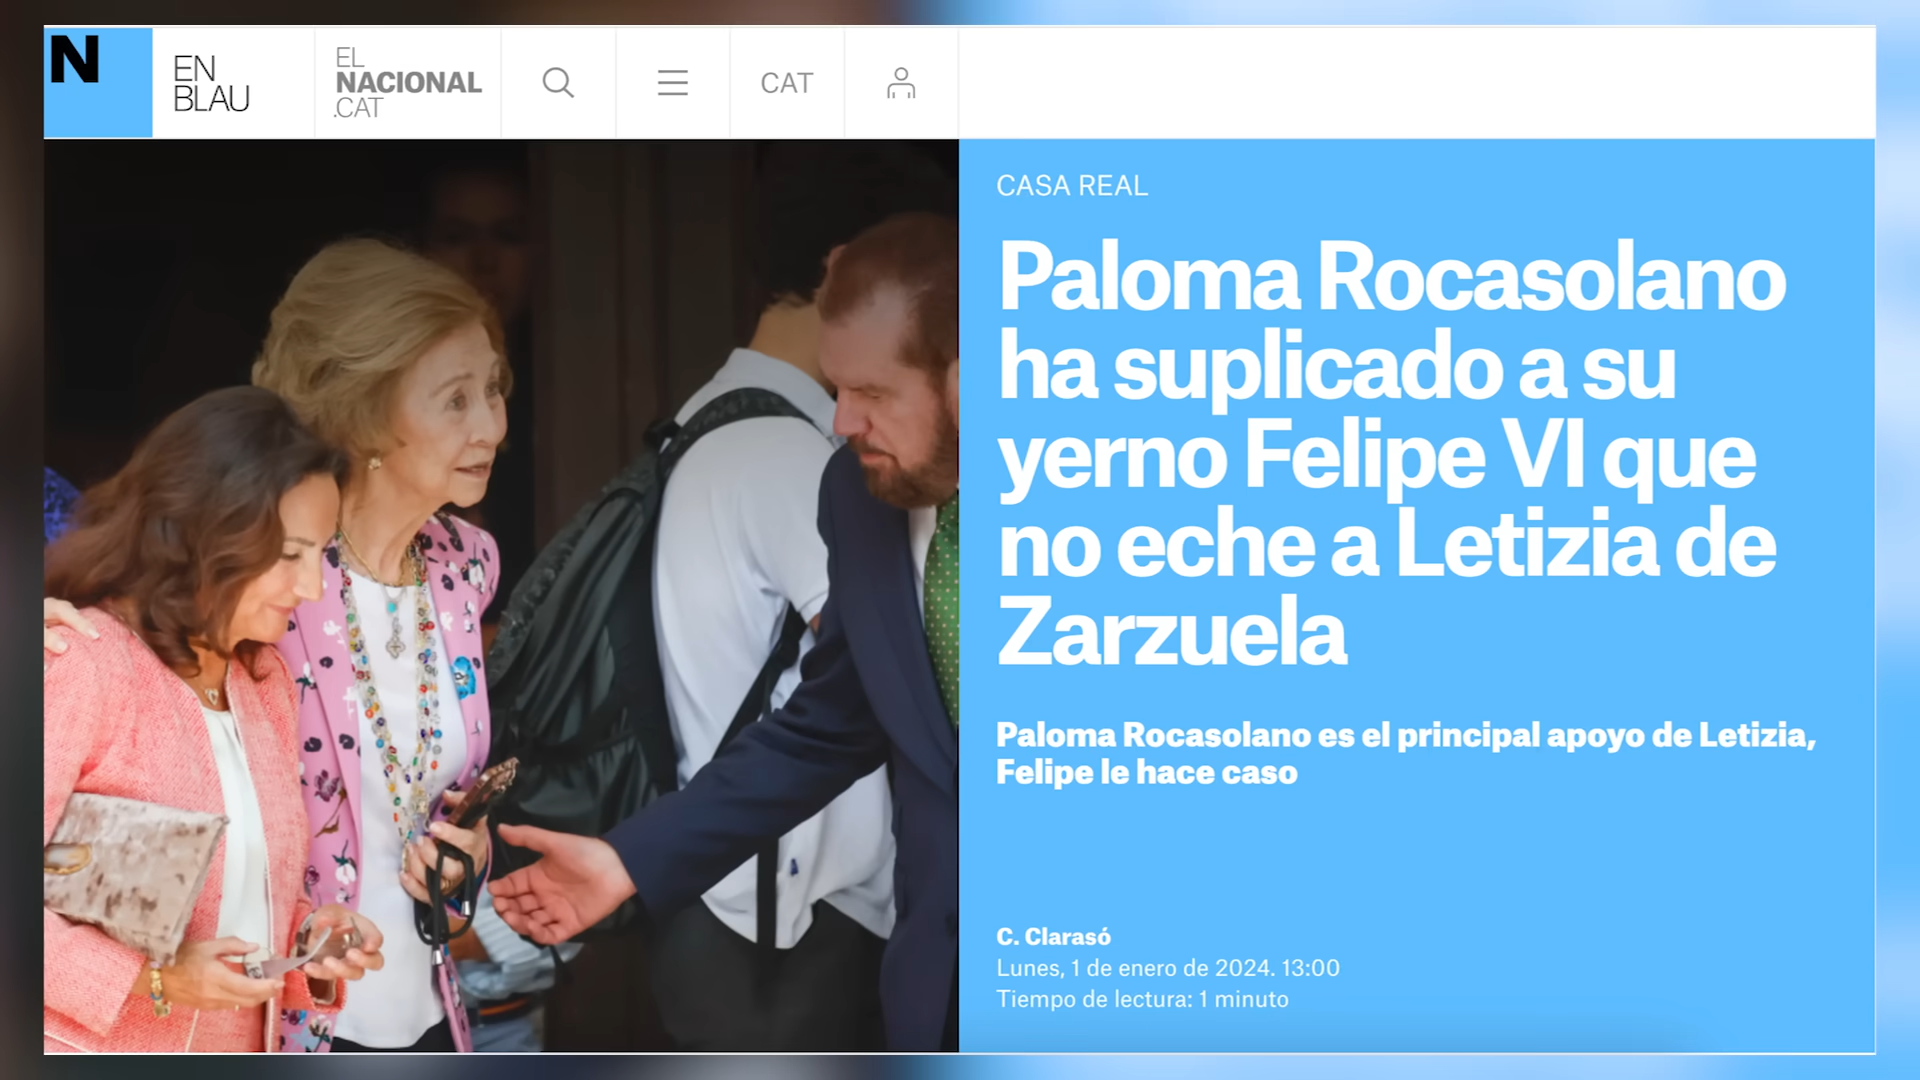 N
EN
BLAU
EL
NACIONAL
.CAT
CAT
CASA REAL
Paloma Rocasolano
ha suplicado a su
yerno Felipe VI que
no eche a Letizia de
Zarzuela
Paloma Rocasolano es el principal apoyo de Letizia,
Felipe le hace caso
C. Clarasó
Lunes, 1 de enero de 2024. 13:00
Tiempo de lectura: 1 minuto